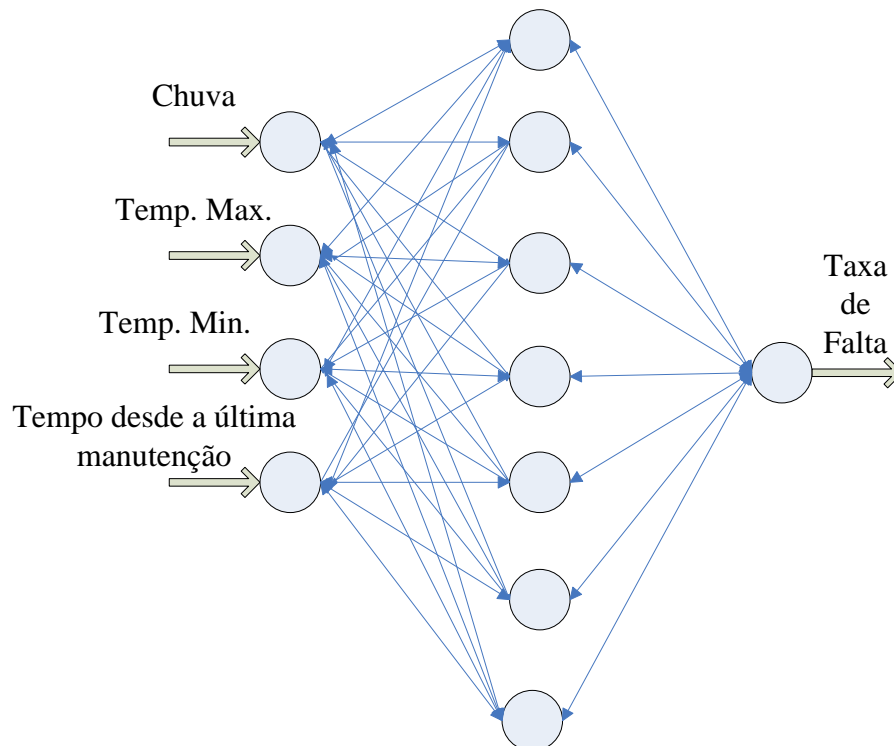 Chuva
Temp. Max.
Temp. Min.
Tempo desde a última
manutenção
Taxa
de
Falta